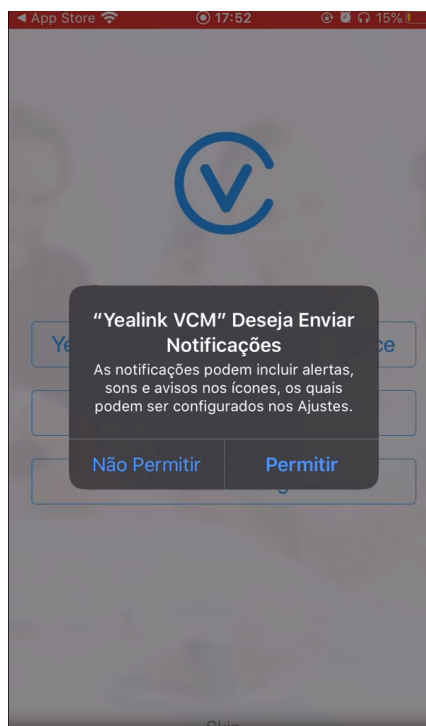 App Store 17:52 15%
“Yealink VCM” Deseja Enviar
Notificações
As notificações podem incluir alertas,
sons e avisos nos ícones, os quais
podem ser configurados nos Ajustes.
Não Permitir Permitir